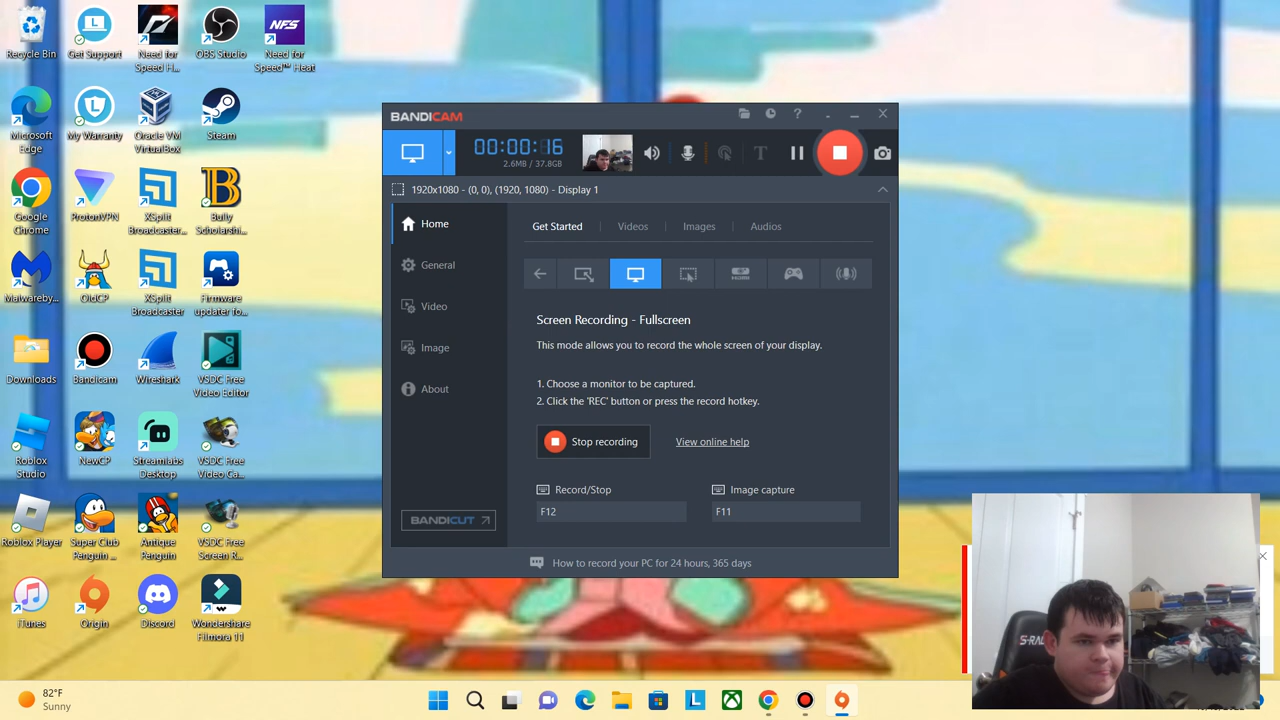 Recycle Bin
Get Support
Need for
Speed H...
OBS Studio
Need for
Speed™ Heat
Microsoft
Edge
My Warranty
Oracle VM
VirtualBox
Steam
Google
Chrome
ProtonVPN
XSplit
Broadcaster...
Bully
Scholarshi...
Malwareby...
OldCP
XSplit
Broadcaster
Firmware
updater fo...
Downloads
Bandicam
Wireshark
VSDC Free
Video Editor
Roblox
Studio
NewCP
Streamlabs
Desktop
VSDC Free
Video Ca...
Roblox Player
Super Club
Penguin ...
Antique
Penguin
VSDC Free
Screen R...
iTunes
Origin
Discord
Wondershare
Filmora 11
NFS
BANDICAM
00:00:16
2.6MB / 37.8GB
1920x1080 - (0, 0), (1920, 1080) - Display 1
Home
General
Video
Image
About
BANDICUT
Get Started
Videos
Images
Audios
HDMI
Screen Recording - Fullscreen
This mode allows you to record the whole screen of your display.
1. Choose a monitor to be captured.
2. Click the 'REC' button or press the record hotkey.
Stop recording
View online help
Record/Stop
Image capture
F12
F11
How to record your PC for 24 hours, 365 days
82°F
Sunny